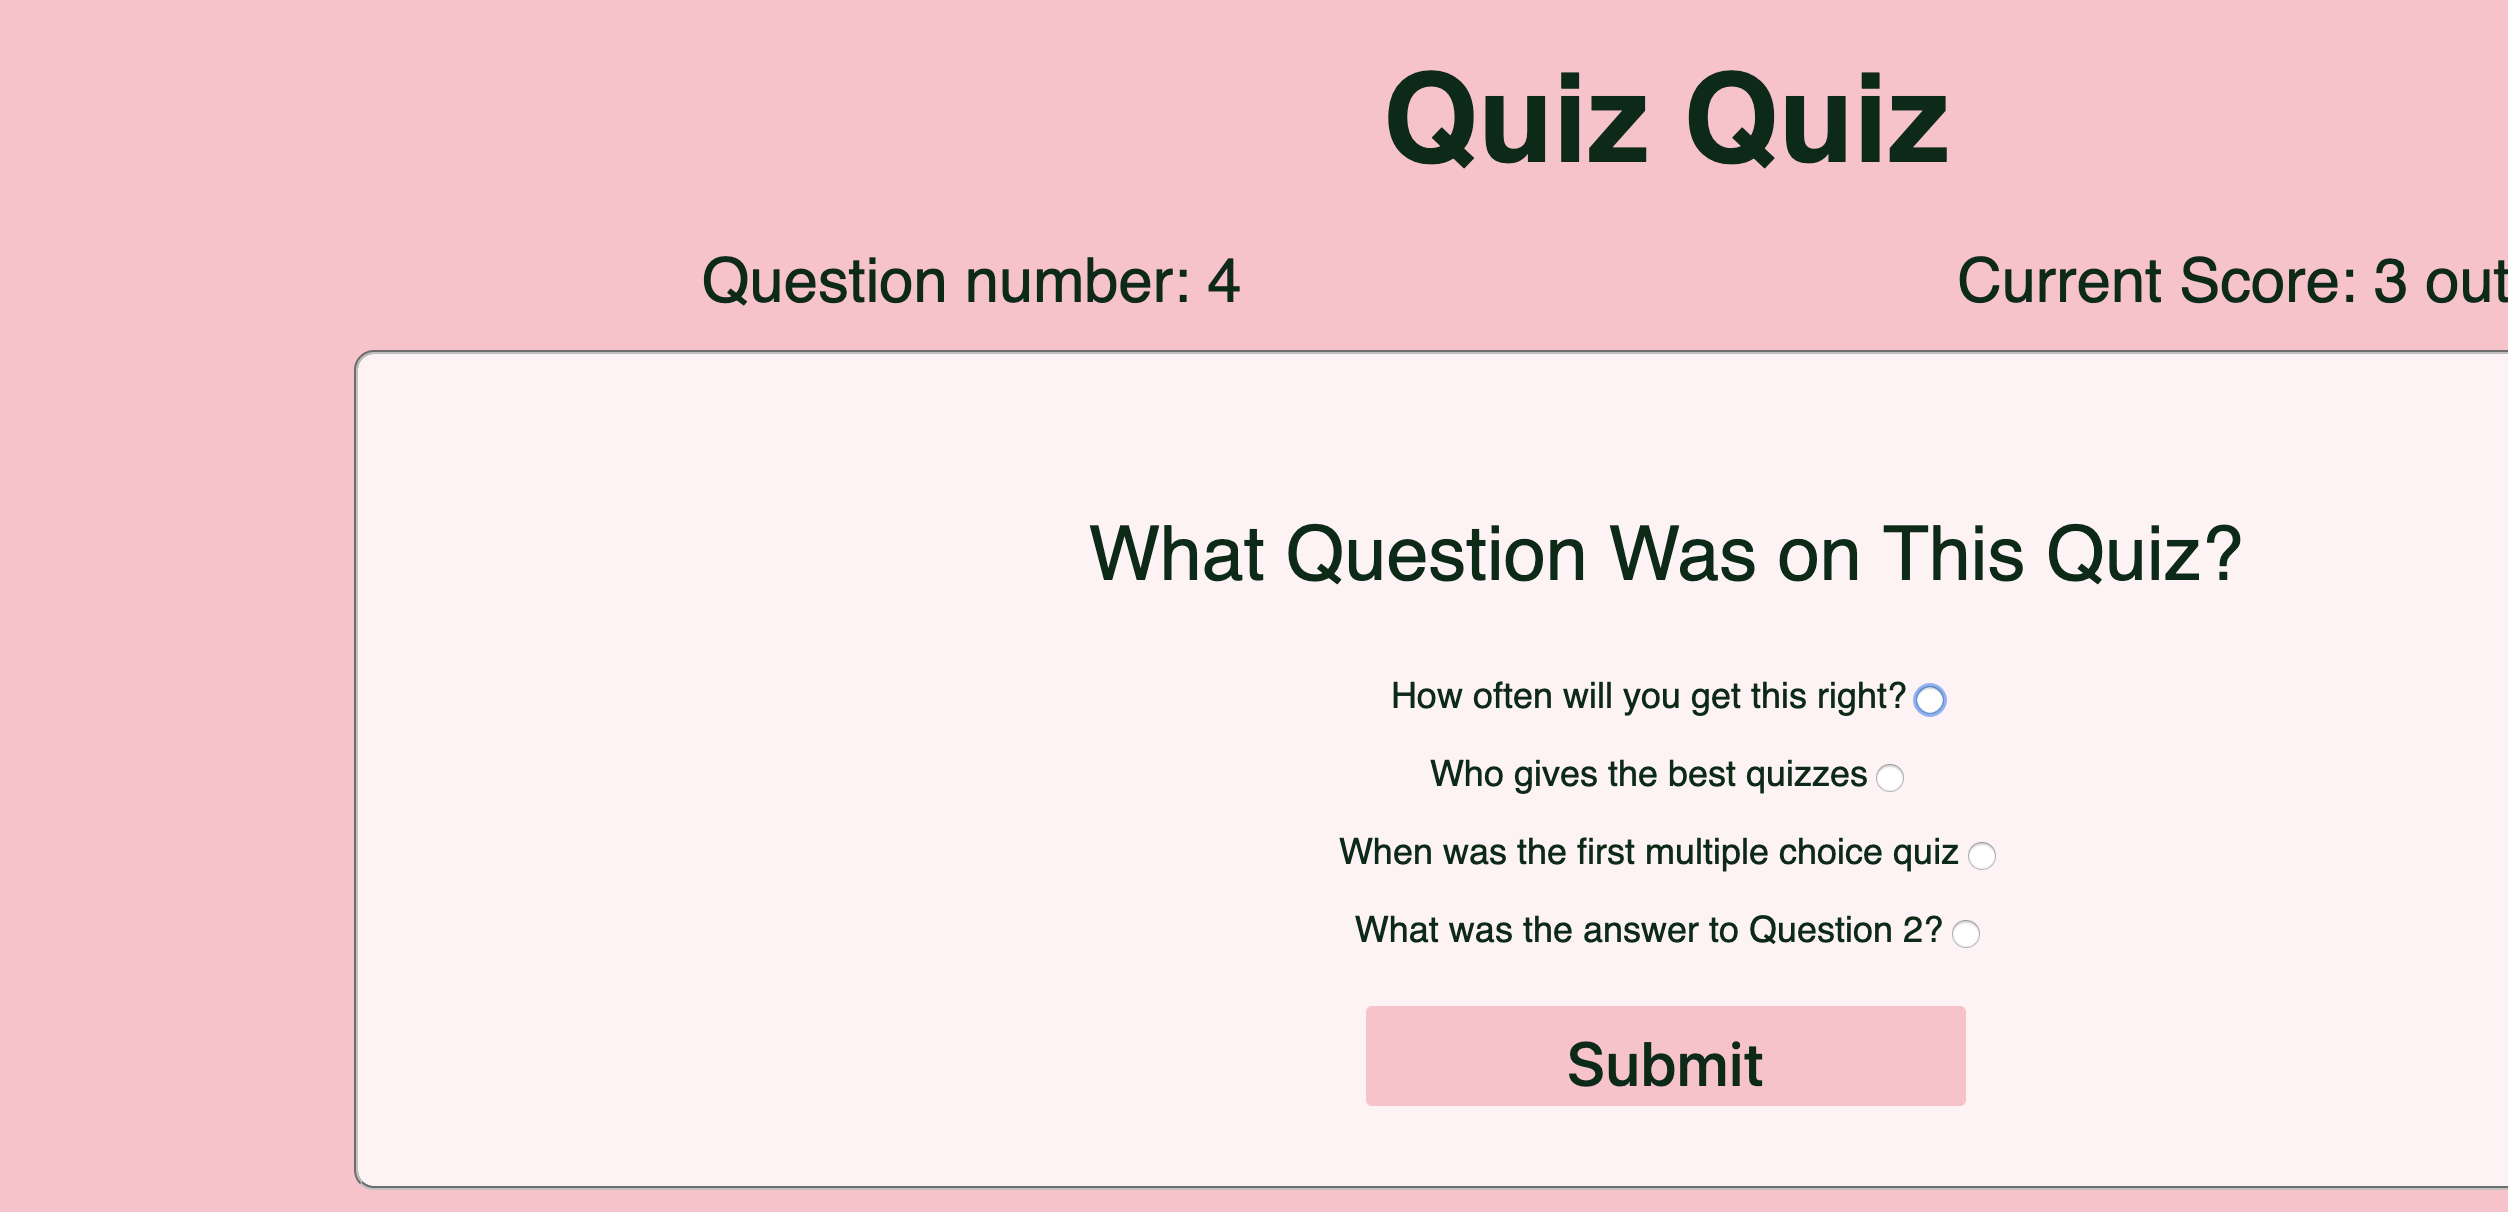 Quiz Quiz
Question number: 4
Current Score: 3 out
What Question Was on This Quiz?
How often will you get this right?
Who gives the best quizzes
When was the first multiple choice quiz
What was the answer to Question 2?
Submit